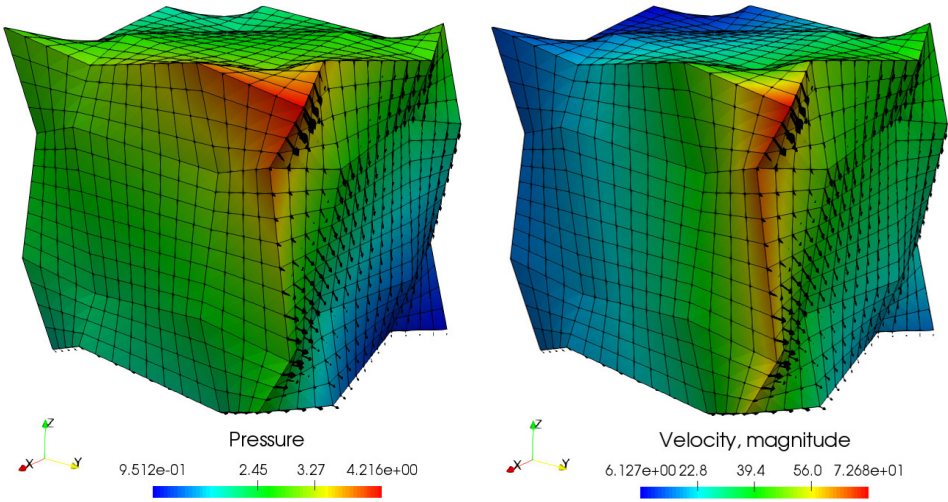 Z
X
Y
Pressure
9.512e-01 2.45 3.27 4.216e+00
Z
X
Y
Velocity, magnitude
6.127e+00 22.8 39.4 56.0 7.268e+01